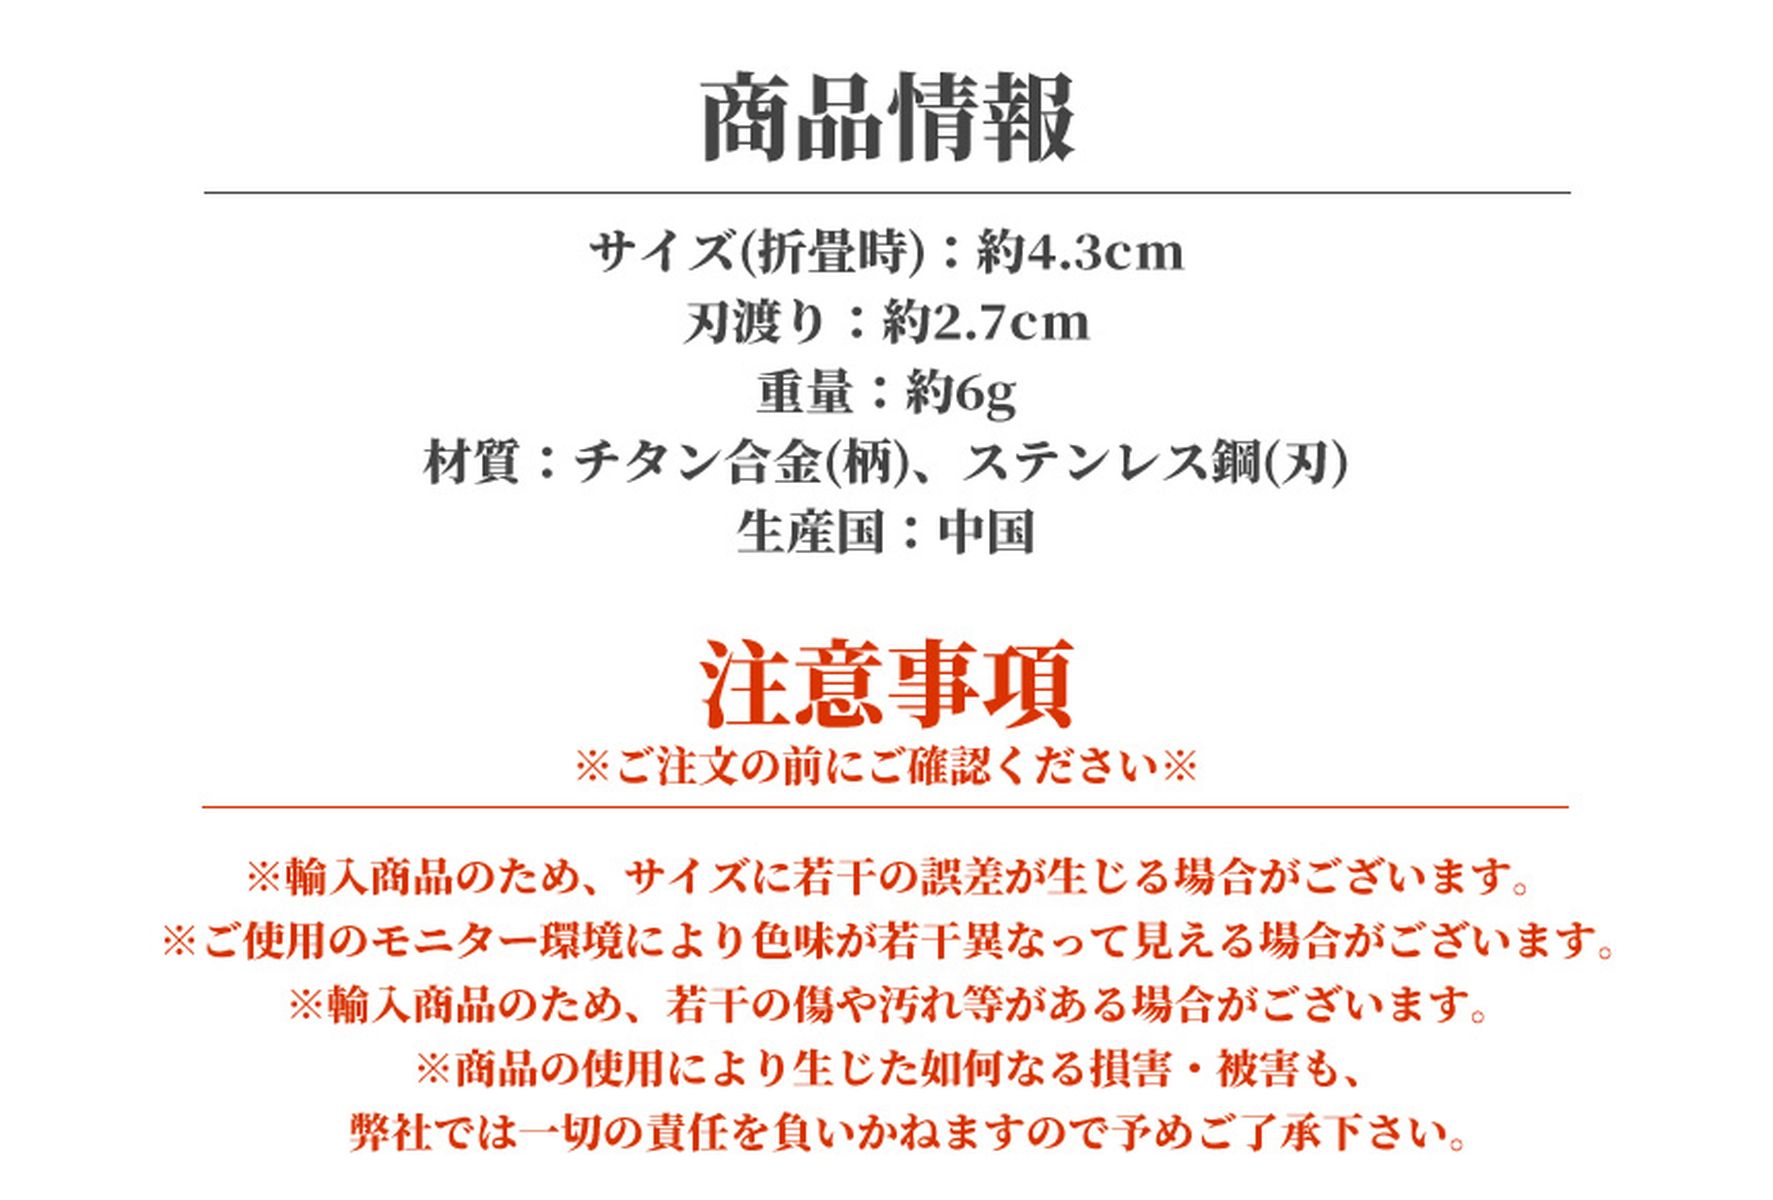 商品情報
サイズ(折畳時)：約4.3cm
刃渡り：約2.7cm
重量：約6g
材質：チタン合金(柄)、ステンレス鋼(刃)
生産国：中国
注意事項
※ご注文の前にご確認ください※
※輸入商品のため、サイズに若干の誤差が生じる場合がございます。
※ご使用のモニター環境により色味が若干異なって見える場合がございます。
※輸入商品のため、若干の傷や汚れ等がある場合がございます。
※商品の使用により生じた如何なる損害・被害も、
弊社では一切の責任を負いかねますので予めご了承下さい。